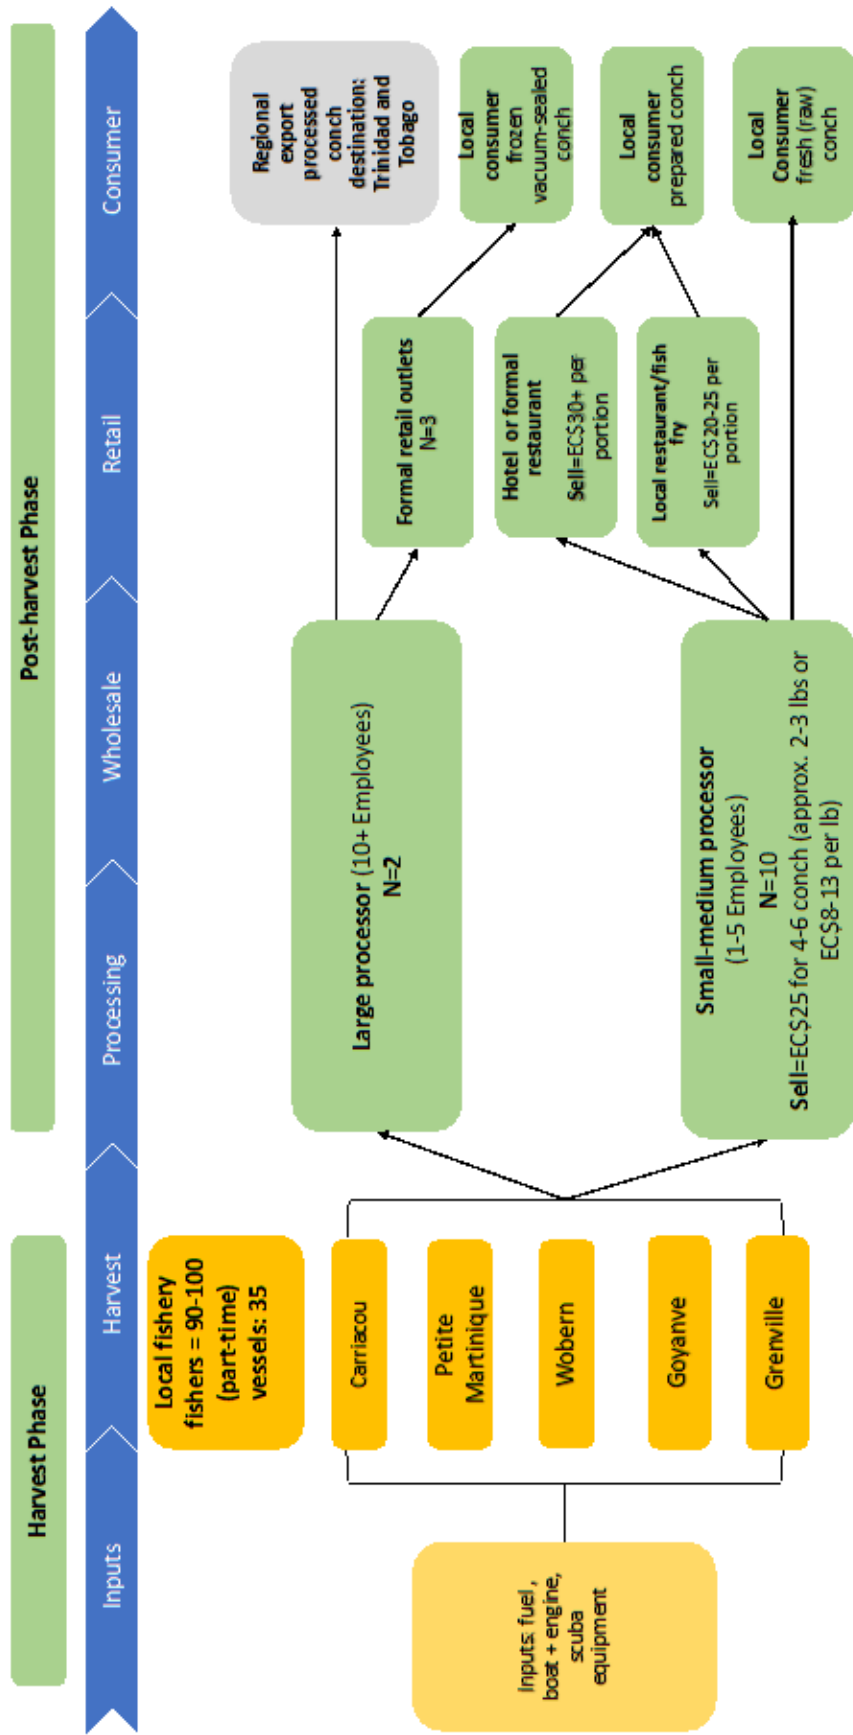 Harvest Phase
Post-harvest Phase
Inputs
Harvest
Processing
Wholesale
Retail
Consumer
Inputs: fuel,
boat + engine,
scuba
equipment
Local fishery
fishers = 90-100
(part-time)
vessels: 35
Carriacou
Petite
Martinique
Wobern
Goyanve
Grenville
Large processor (10+ Employees)
N=2
Small-medium processor
(1-5 Employees)
N=10
Sell=EC$25 for 4-6 conch (approx. 2-3 lbs or
EC$8-13 per lb)
Formal retail outlets
N=3
Hotel or formal
restaurant
Sell=EC$30+ per
portion
Local restaurant/fish
fry
Sell=EC$20-25 per
portion
Regional
export
processed
conch
destination:
Trinidad and
Tobago
Local
consumer
frozen
vacuum-sealed
conch
Local
consumer
prepared conch
Local
Consumer
fresh (raw)
conch